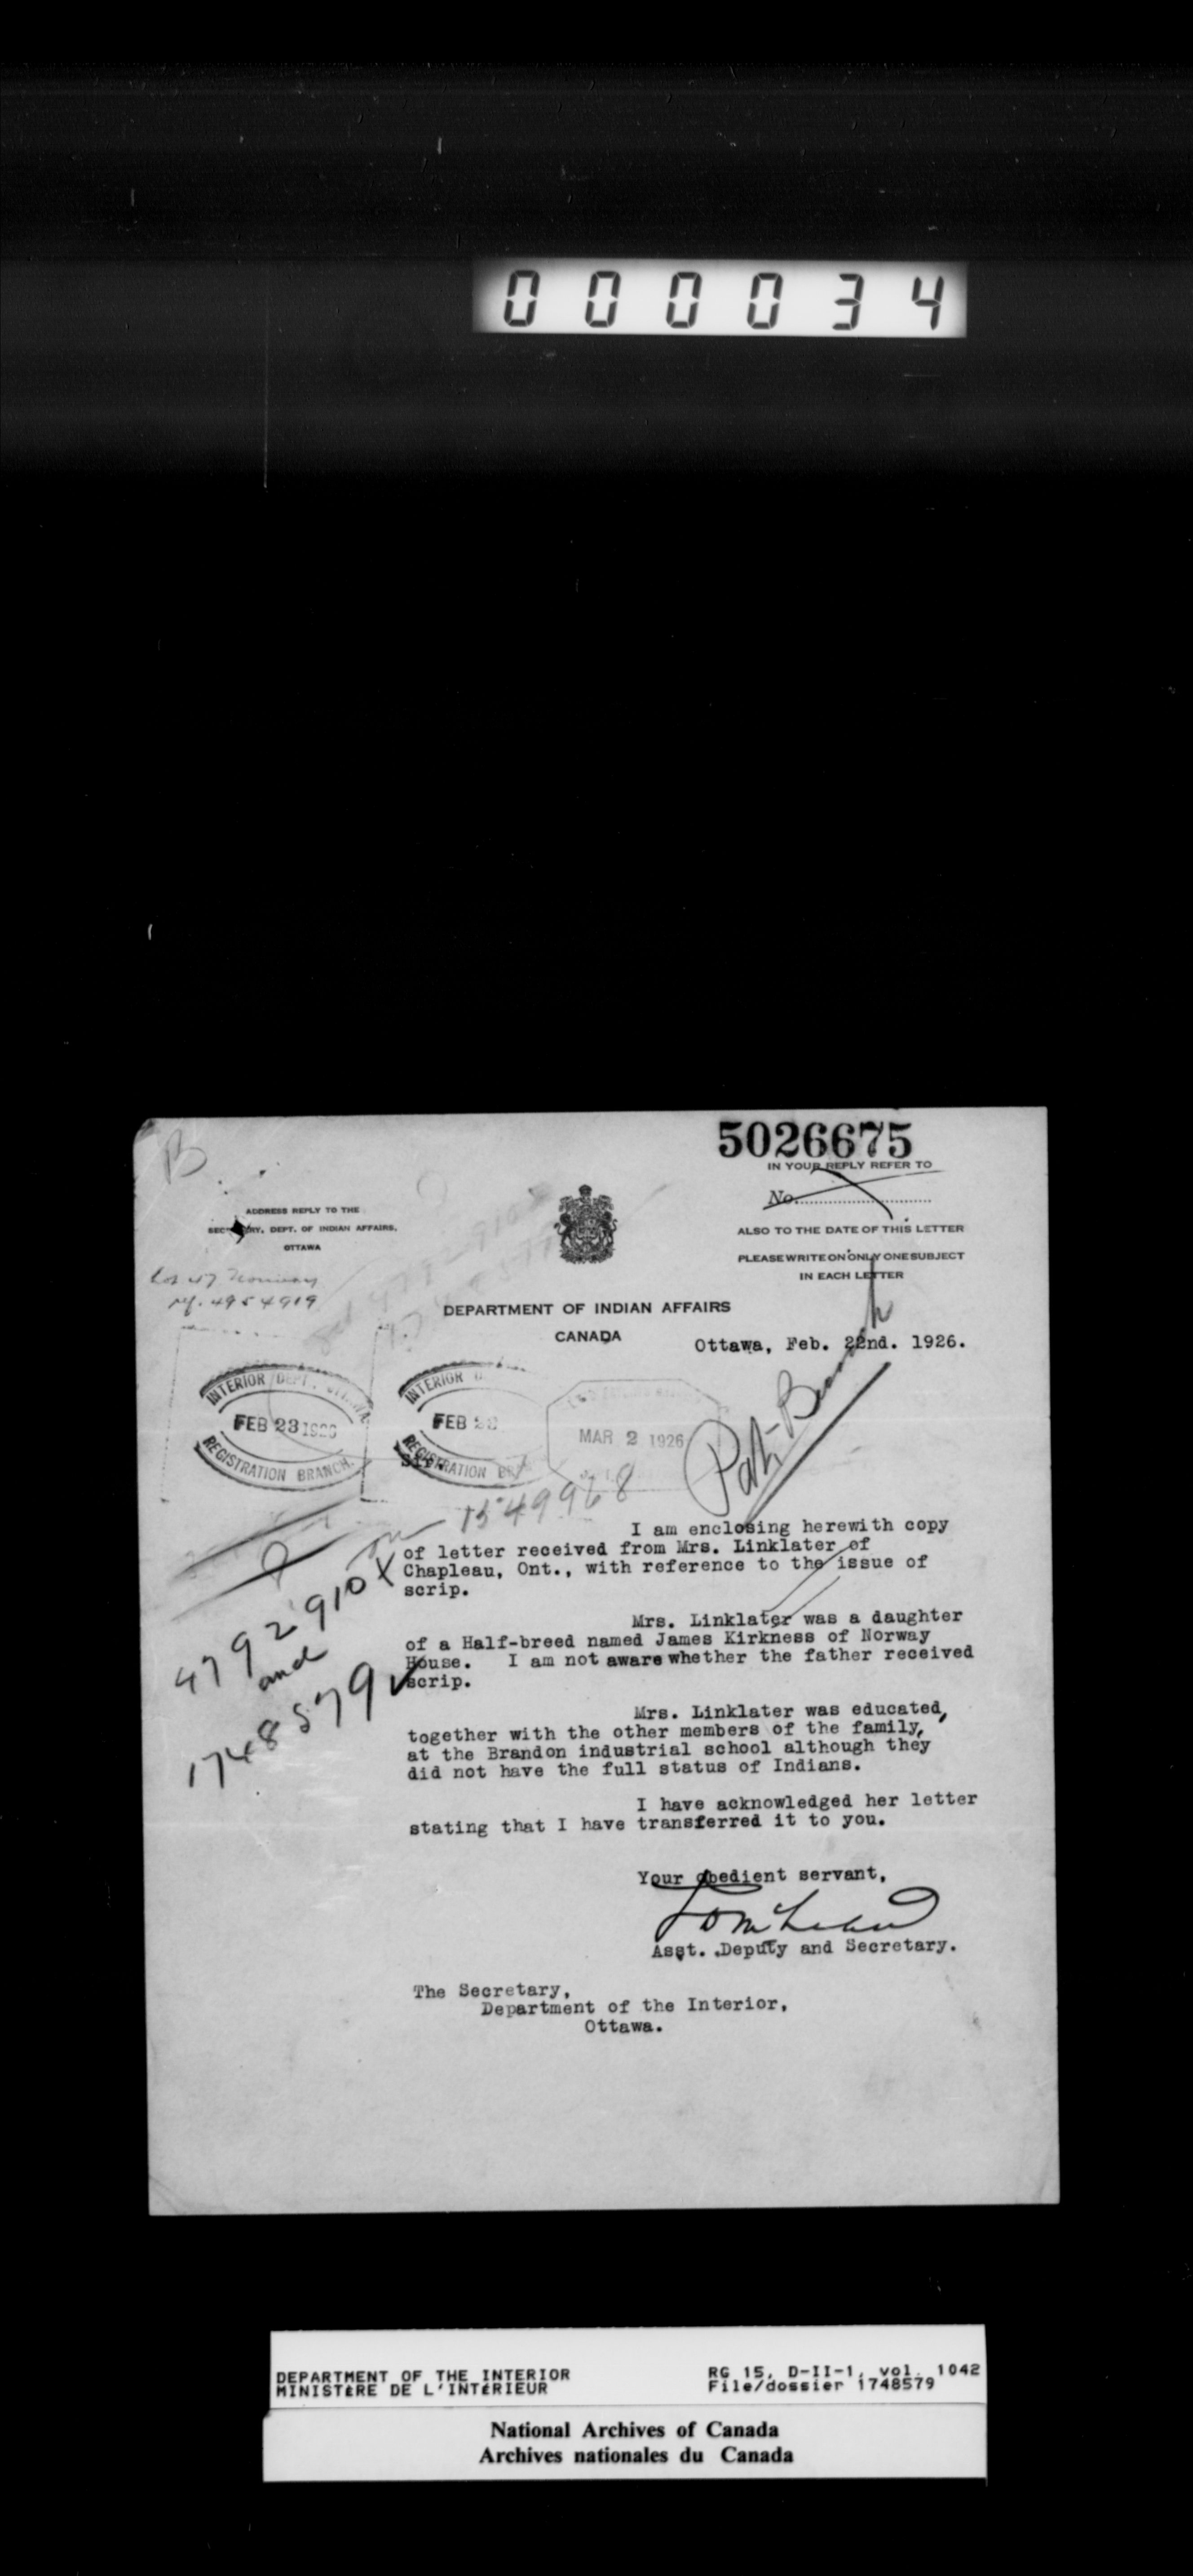 000034
5026675
B
IN YOUR REPLY REFER TO
No.
ADDRESS REPLY TO THE
DEPT. OF INDIAN AFFAIRS,
OTTAWA
ALSO TO THE DATE OF THIS LETTER
PLEASE WRITE ON ONLY ONE SUBJECT
IN EACH LETTER
4954919
DEPARTMENT OF INDIAN AFFAIRS
CANADA
Ottawa, Feb. 22nd. 1926.
INTERIOR DEPT., OTTAWA
FEB 23 1926
REGISTRATION BRANCH.
INTERIOR
FEB
REGISTRATION
MAR 2 1926
Branch
1549968
I am enclosing herewith copy
of letter received from Mrs. Linklater of
Chapleau, Ont., with reference to the issue of
scrip.
4792910 X
and
1748579 ✓
Mrs. Linklater was a daughter
of a Half-breed named James Kirkness of Norway
House. I am not aware whether the father received
scrip.
Mrs. Linklater was educated,
together with the other members of the family,
at the Brandon industrial school although they
did not have the full status of Indians.
I have acknowledged her letter
stating that I have transferred it to you.
Your obedient servant,
Asst. Deputy and Secretary.
The Secretary,
Department of the Interior,
Ottawa.
DEPARTMENT OF THE INTERIOR
MINISTÈRE DE L'INTÉRIEUR
RG 15, D-II-1, vol. 1042
File/dossier 1748579
National Archives of Canada
Archives nationales du Canada